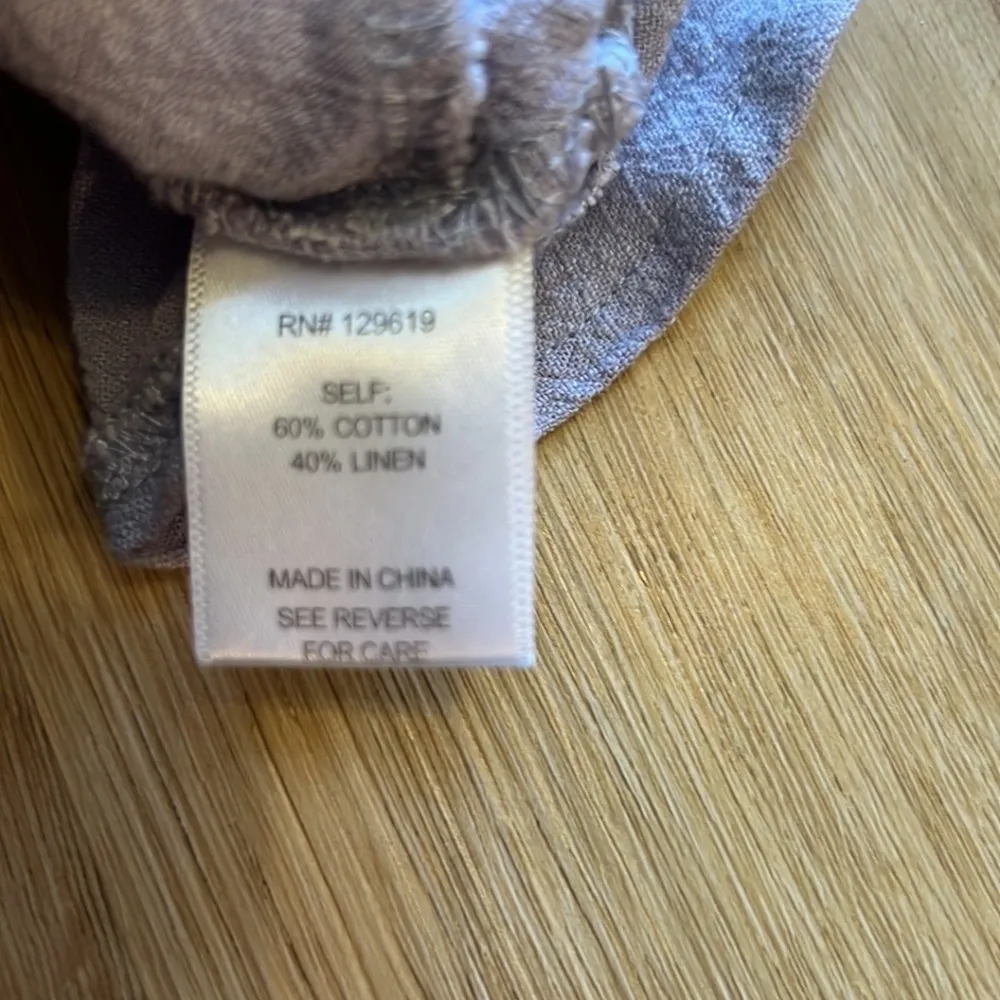 RN# 129619
SELF:
60% COTTON
40% LINEN
MADE IN CHINA
SEE REVERSE
FOR CARE